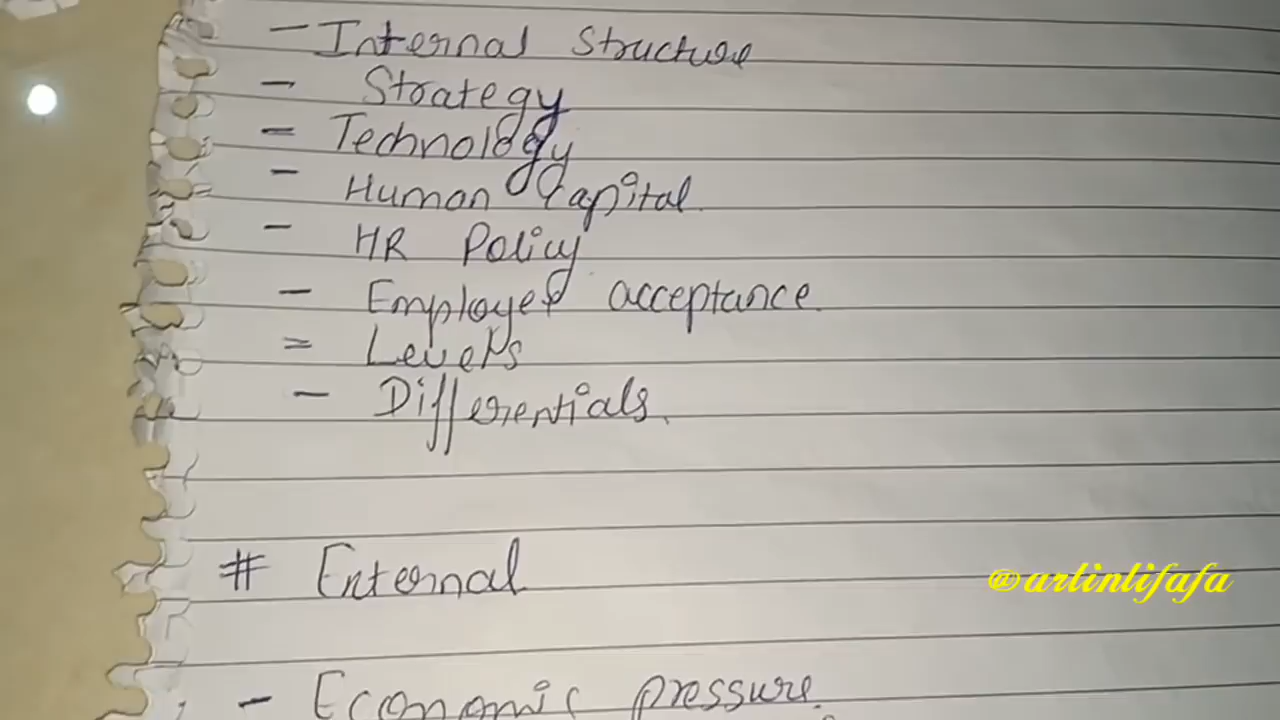 - Internal Structure
- Strategy
- Technology
- Human Capital
- HR Policy
- Employee acceptance
= Levels
- Differentials.
# External
@artinlifafa
- Economic pressure